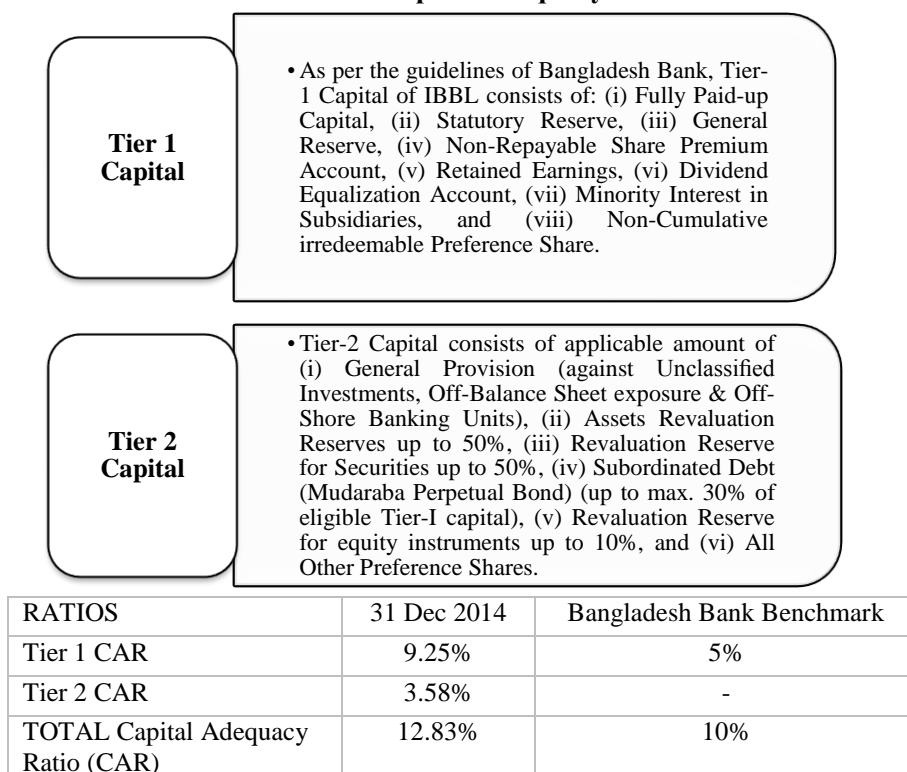 Tier 1
Capital
• As per the guidelines of Bangladesh Bank, Tier-
1 Capital of IBBL consists of: (i) Fully Paid-up
Capital, (ii) Statutory Reserve, (iii) General
Reserve, (iv) Non-Repayable Share Premium
Account, (v) Retained Earnings, (vi) Dividend
Equalization Account, (vii) Minority Interest in
Subsidiaries, and (viii) Non-Cumulative
irredeemable Preference Share.
Tier 2
Capital
• Tier-2 Capital consists of applicable amount of
(i) General Provision (against Unclassified
Investments, Off-Balance Sheet exposure & Off-
Shore Banking Units), (ii) Assets Revaluation
Reserves up to 50%, (iii) Revaluation Reserve
for Securities up to 50%, (iv) Subordinated Debt
(Mudaraba Perpetual Bond) (up to max. 30% of
eligible Tier-I capital), (v) Revaluation Reserve
for equity instruments up to 10%, and (vi) All
Other Preference Shares.
RATIOS 31 Dec 2014 Bangladesh Bank Benchmark
Tier 1 CAR 9.25% 5%
Tier 2 CAR 3.58% -
TOTAL Capital Adequacy 12.83% 10%
Ratio (CAR)